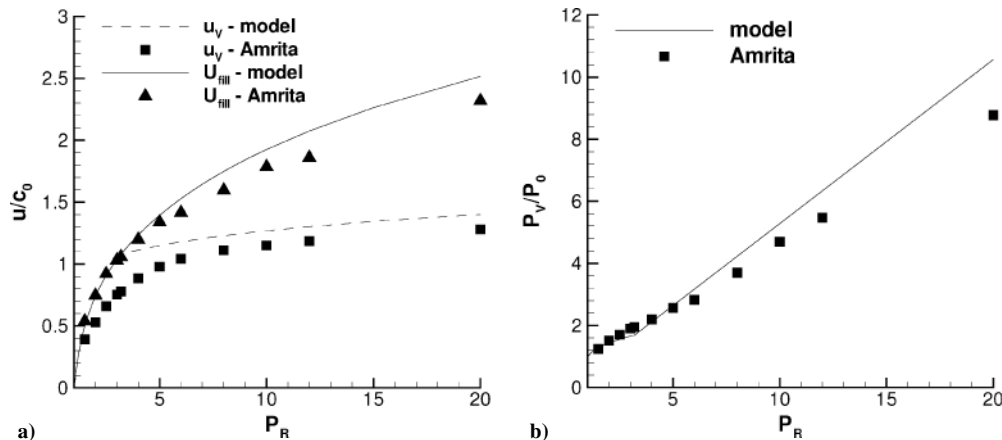 3
2.5
2
1.5
1
0.5
0
u/c₀
u_V - model
u_V - Amrita
U_fill - model
U_fill - Amrita
5
10
15
20
P_R
a)
12
10
8
6
4
2
0
P_V/P_0
model
Amrita
5
10
15
20
P_R
b)